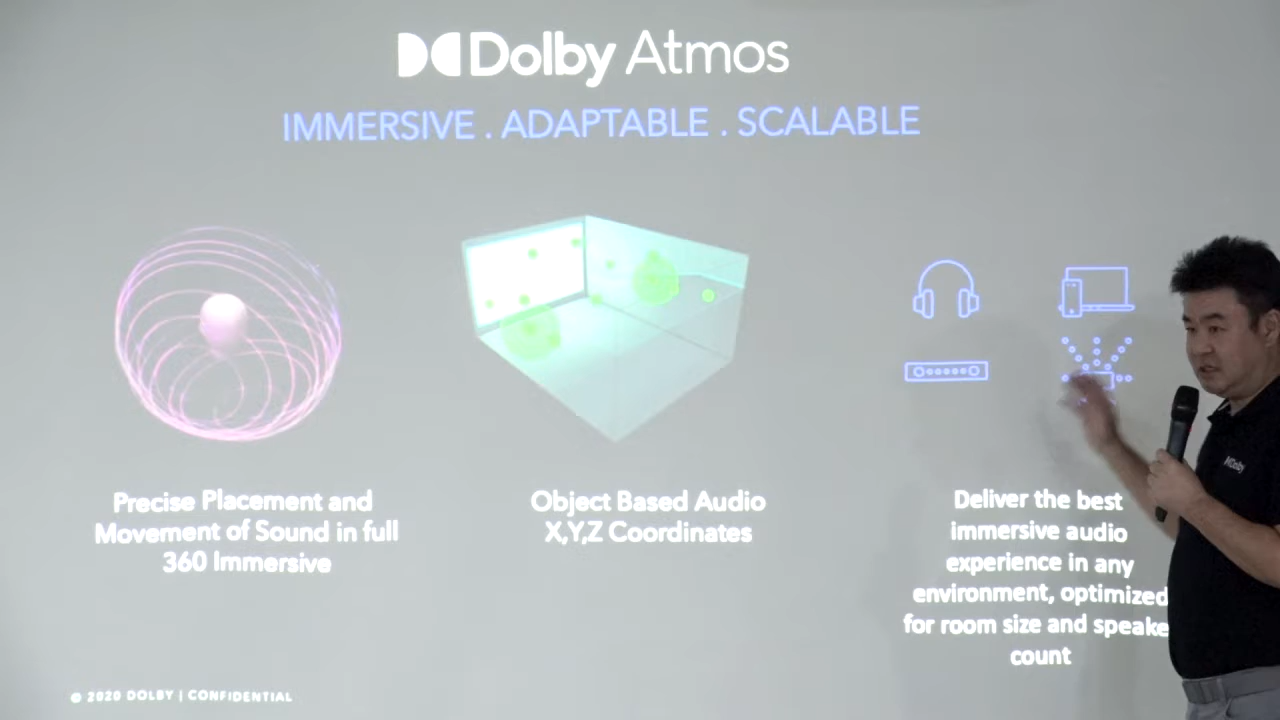 Dolby Atmos
IMMERSIVE . ADAPTABLE . SCALABLE
Precise Placement and
Movement of Sound in full
360 Immersive
Object Based Audio
X,Y,Z Coordinates
Deliver the best
immersive audio
experience in any
environment, optimized
for room size and speake
count
© 2020 DOLBY | CONFIDENTIAL
Dolby